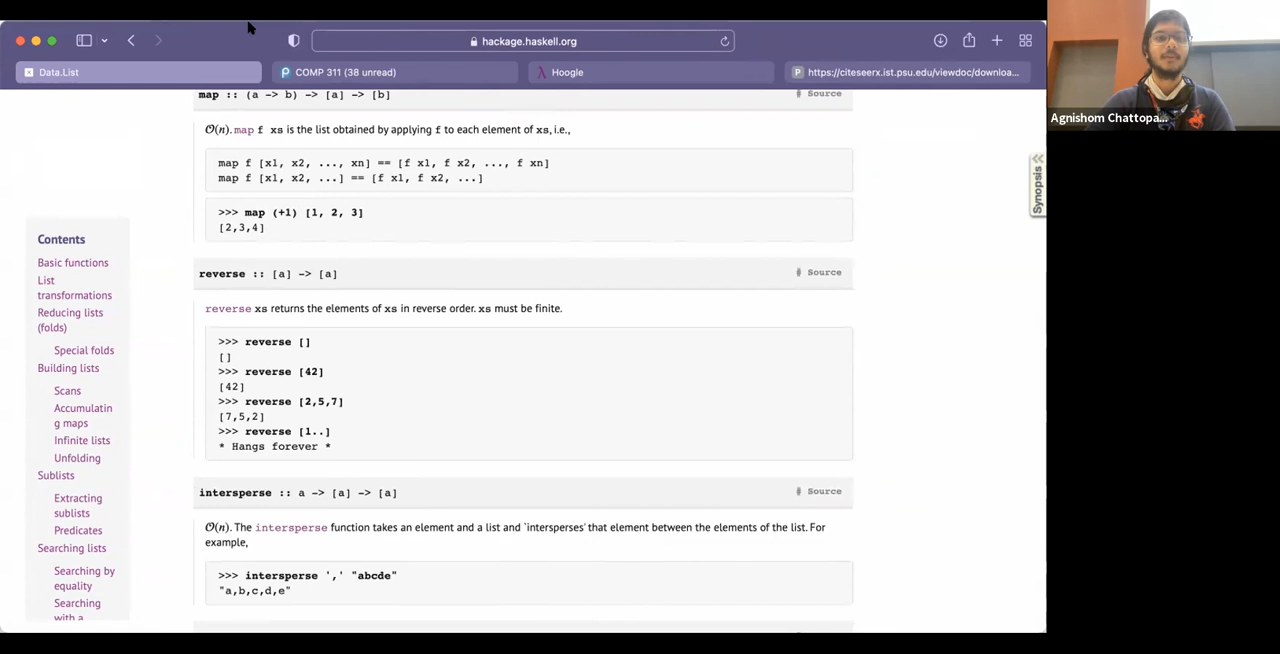 hackage.haskell.org
Data.List
COMP 311 (38 unread)
Hoogle
https://citeseerx.ist.psu.edu/viewdoc/downloa...
Agnishom Chattopa...
map :: (a -> b) -> [a] -> [b]
Source
O(n). map f xs is the list obtained by applying f to each element of xs, i.e.,
map f [x1, x2, ..., xn] == [f x1, f x2, ..., f xn]
map f [x1, x2, ...] == [f x1, f x2, ...]
>>> map (+1) [1, 2, 3]
[2,3,4]
Synopsis
Contents
Basic functions
List
transformations
Reducing lists
(folds)
Special folds
Building lists
Scans
Accumulatin
g maps
Infinite lists
Unfolding
Sublists
Extracting
sublists
Predicates
Searching lists
Searching by
equality
Searching
with a
reverse :: [a] -> [a]
Source
reverse xs returns the elements of xs in reverse order. xs must be finite.
>>> reverse []
[]
>>> reverse [42]
[42]
>>> reverse [2,5,7]
[7,5,2]
>>> reverse [1..]
* Hangs forever *
intersperse :: a -> [a] -> [a]
Source
O(n). The intersperse function takes an element and a list and `intersperses' that element between the elements of the list. For
example,
>>> intersperse ',' "abcde"
"a,b,c,d,e"